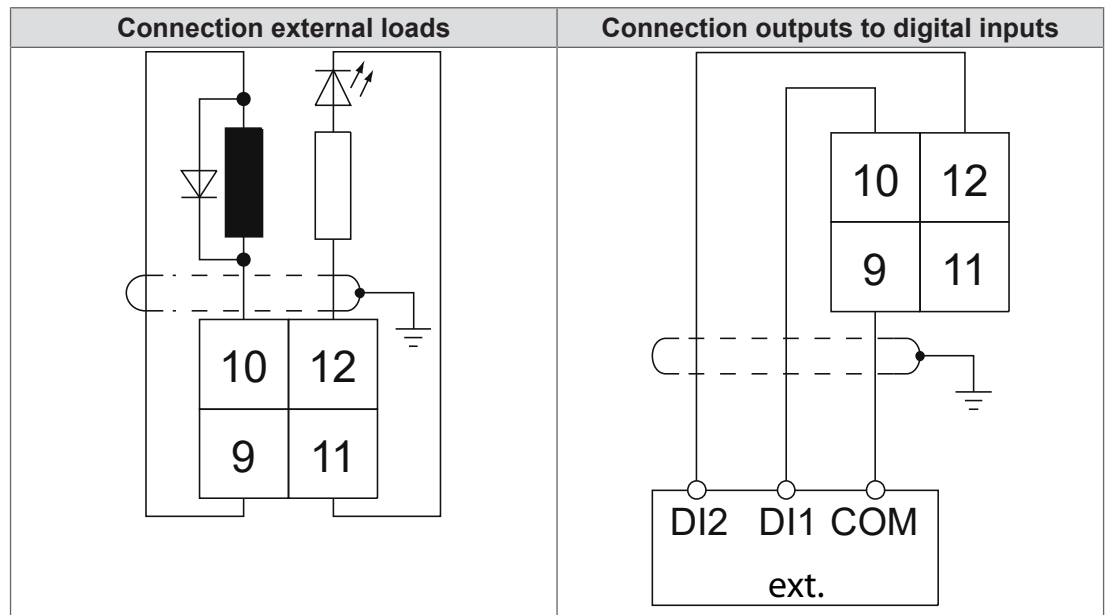 Connection external loads
10 12
9 11
Connection outputs to digital inputs
10 12
9 11
DI2 DI1 COM
ext.